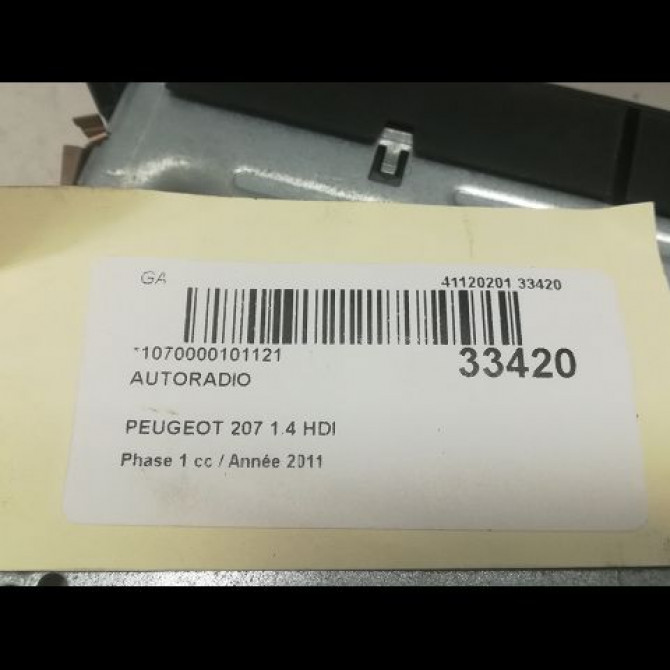 GA 41120201 33420
*1070000101121 33420
AUTORADIO
PEUGEOT 207 1.4 HDI
Phase 1 cc / Année 2011